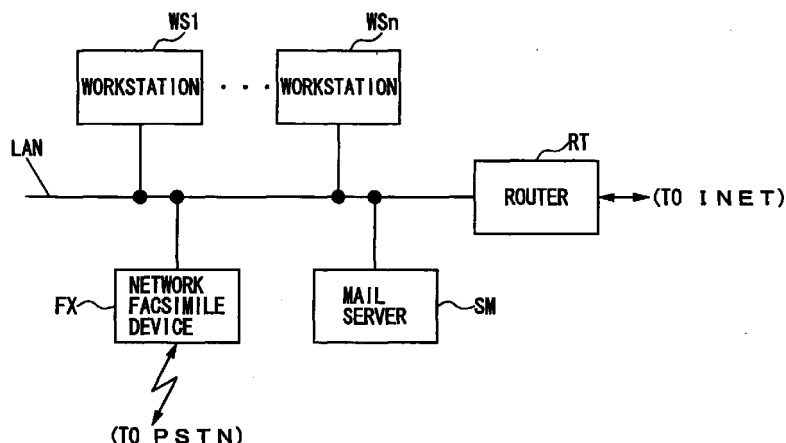 WS1
WSn
WORKSTATION
· · ·
WORKSTATION
LAN
RT
ROUTER
(TO INET)
FX
NETWORK
FACSIMILE
DEVICE
MAIL
SERVER
SM
(TO PSTN)